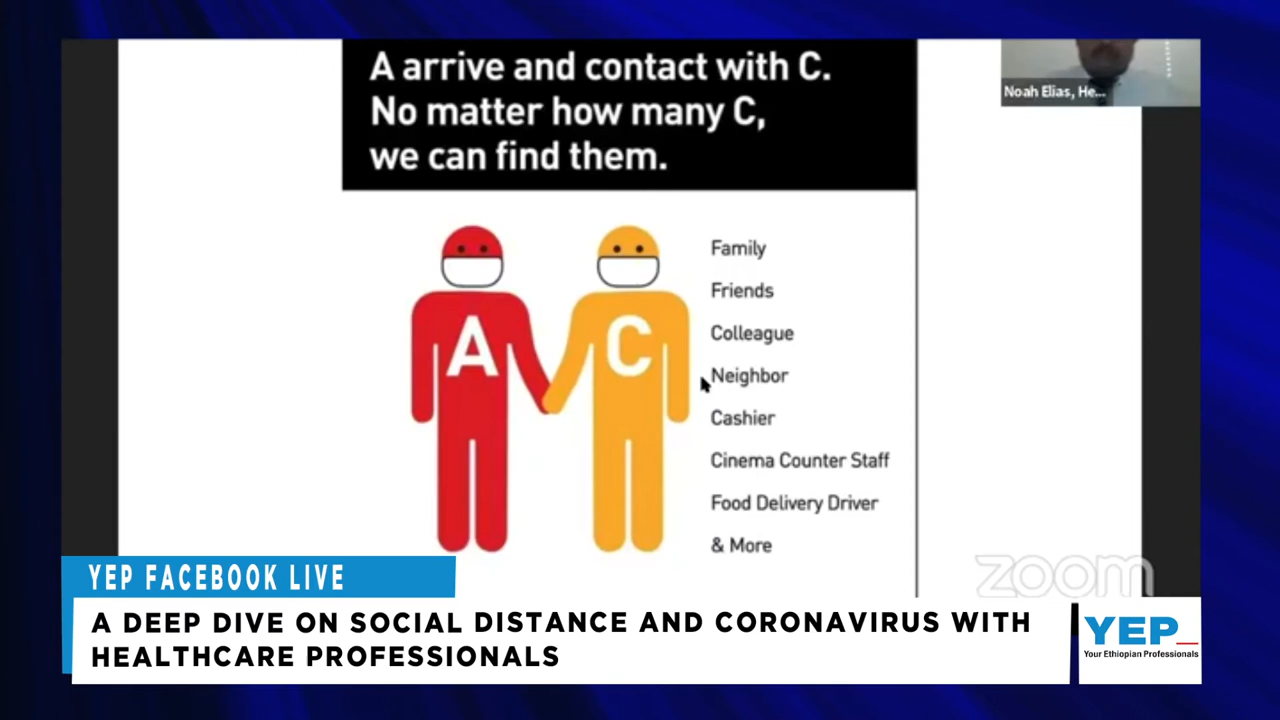 A arrive and contact with C.
No matter how many C,
we can find them.
Noah Elias, He...
A
C
Family
Friends
Colleague
Neighbor
Cashier
Cinema Counter Staff
Food Delivery Driver
& More
zoom
YEP FACEBOOK LIVE
A DEEP DIVE ON SOCIAL DISTANCE AND CORONAVIRUS WITH
HEALTHCARE PROFESSIONALS
YEP_
Your Ethiopian Professionals